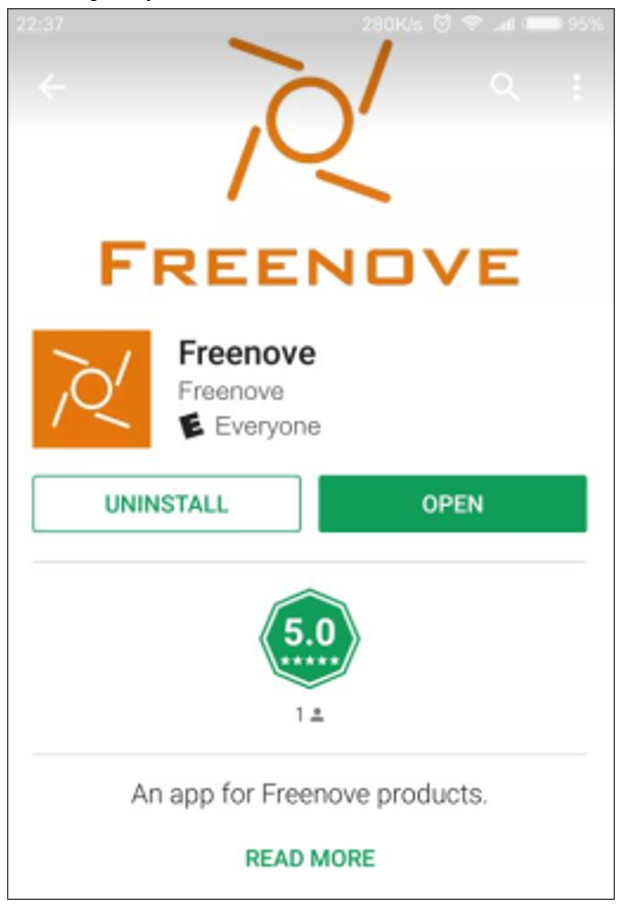 22:37 280K/s 95%
FREENOVE
Freenove
Freenove
E Everyone
UNINSTALL OPEN
5.0
1
An app for Freenove products.
READ MORE